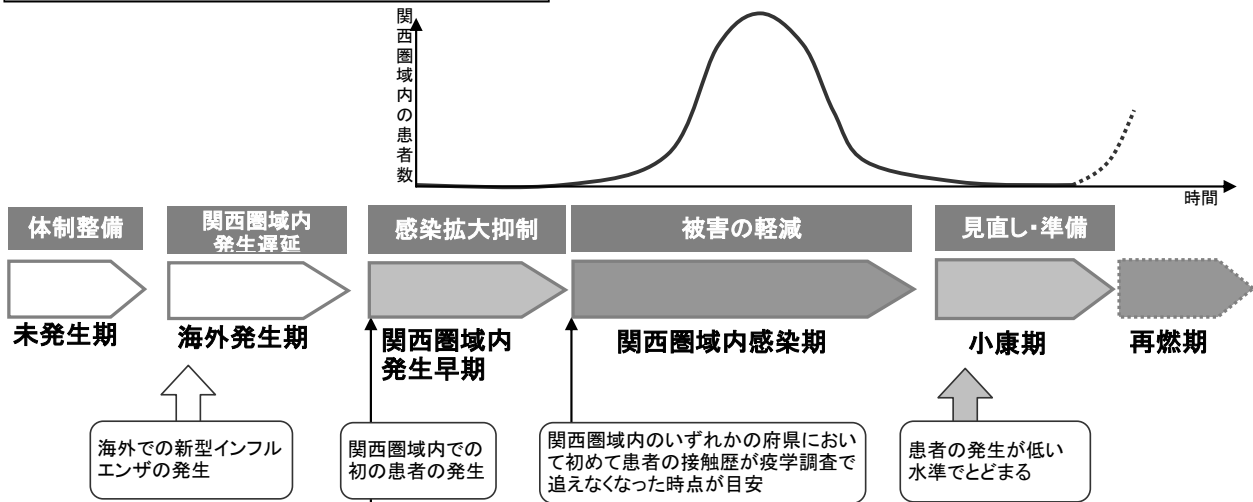 関西圏域内の患者数
時間
体制整備
関西圏域内
発生遅延
感染拡大抑制
被害の軽減
見直し・準備
未発生期
海外発生期
関西圏域内
発生早期
関西圏域内感染期
小康期
再燃期
海外での新型インフル
エンザの発生
関西圏域内での
初の患者の発生
関西圏域内のいずれかの府県におい
て初めて患者の接触歴が疫学調査で
追えなくなった時点が目安
患者の発生が低い
水準でとどまる